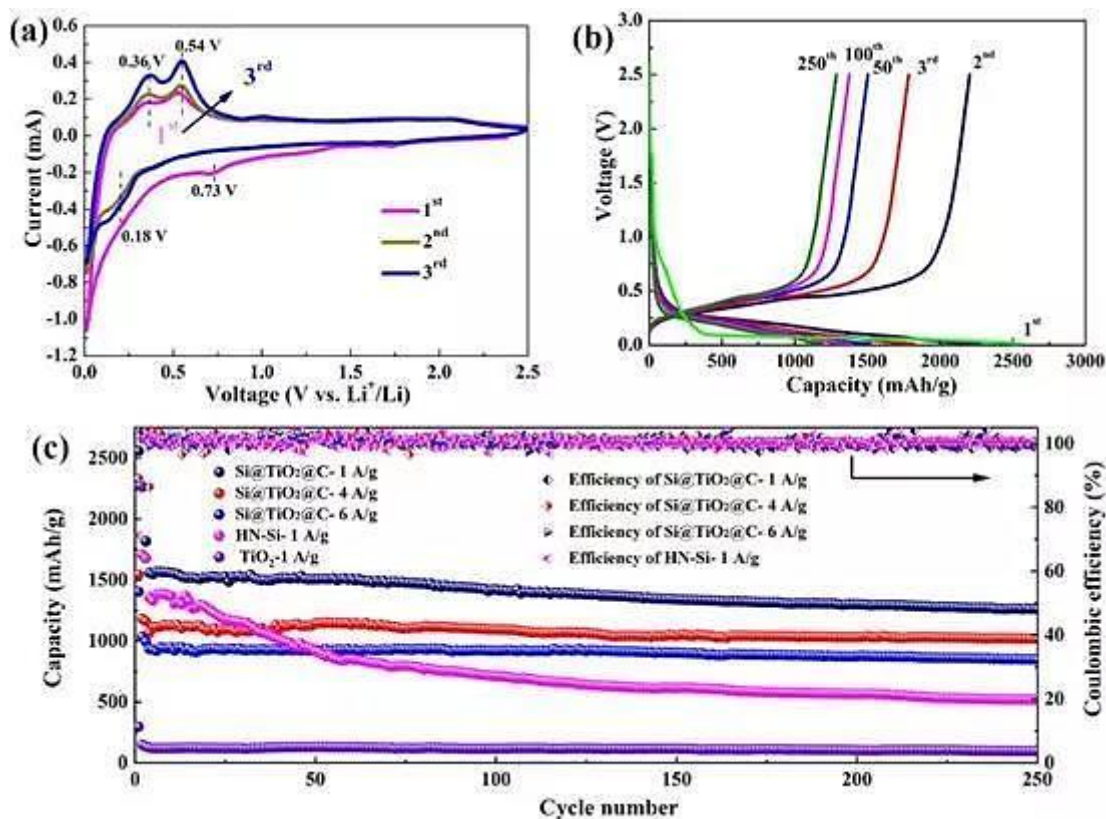 (a)
0.6
0.4
0.2
0.0
-0.2
-0.4
-0.6
-0.8
-1.0
-1.2
Current (mA)
0.36 V
0.54 V
3rd
0.73 V
0.18 V
1st
2nd
3rd
0.0 0.5 1.0 1.5 2.0 2.5
Voltage (V vs. Li+/Li)
(b)
3.0
2.5
2.0
1.5
1.0
0.5
0.0
Voltage (V)
250th 100th 50th 3rd 2nd
1st
0 500 1000 1500 2000 2500 3000
Capacity (mAh/g)
(c)
2500
2000
1500
1000
500
0
Capacity (mAh/g)
Si@TiO2@C- 1 A/g
Si@TiO2@C- 4 A/g
Si@TiO2@C- 6 A/g
HN-Si- 1 A/g
TiO2-1 A/g
Efficiency of Si@TiO2@C- 1 A/g
Efficiency of Si@TiO2@C- 4 A/g
Efficiency of Si@TiO2@C- 6 A/g
Efficiency of HN-Si- 1 A/g
100
80
60
40
20
0
Coulombic efficiency (%)
0 50 100 150 200 250
Cycle number